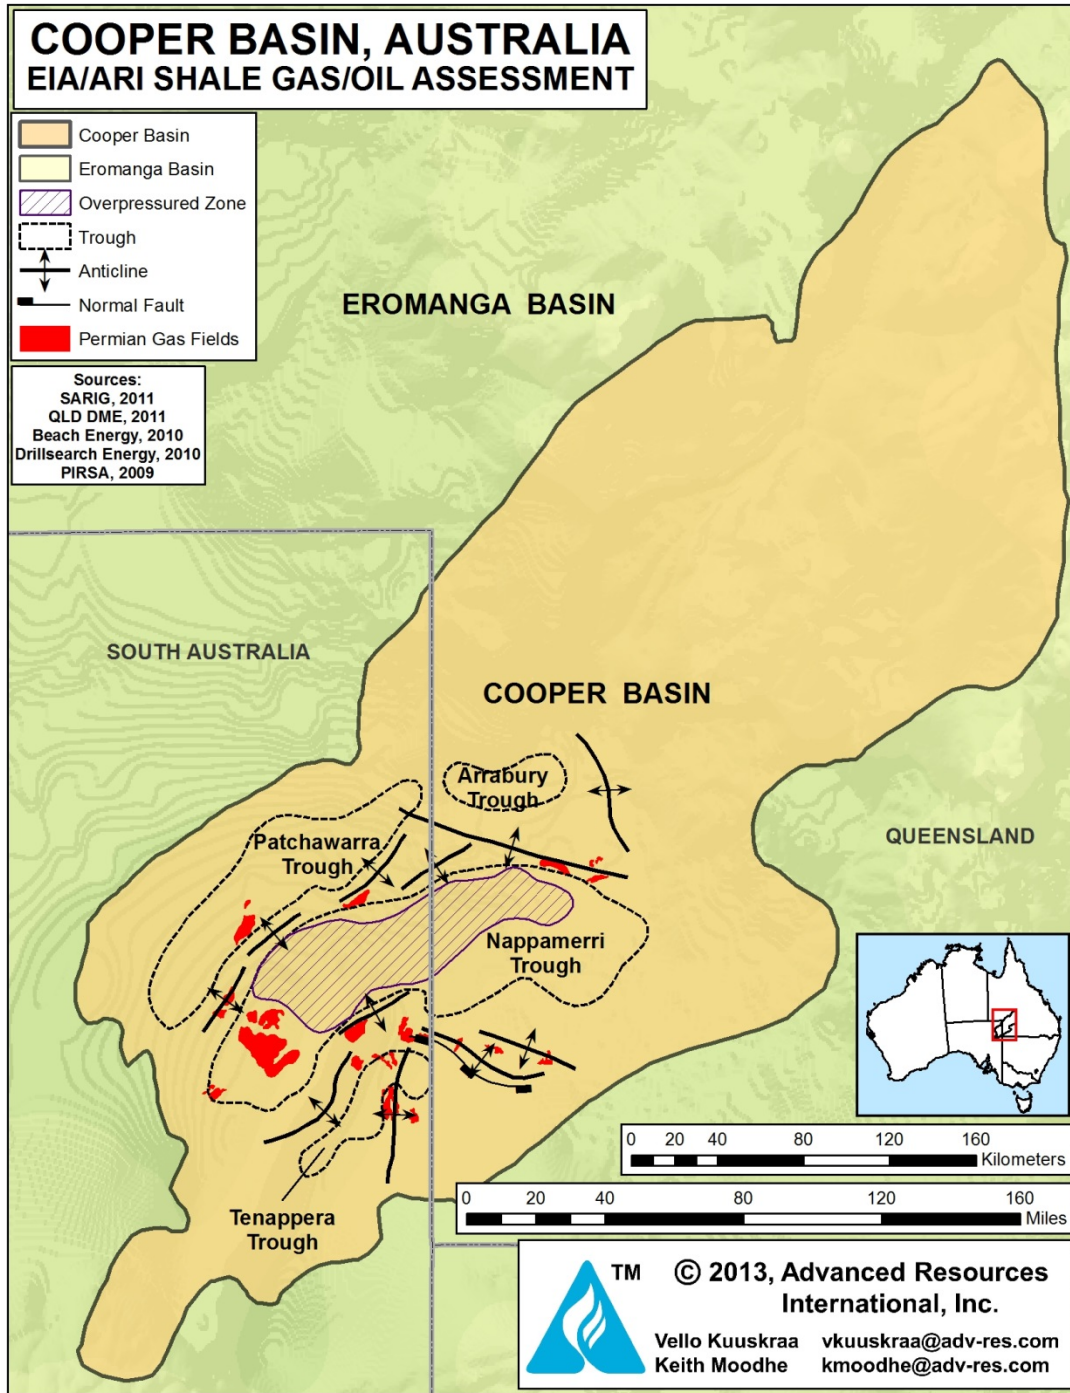 COOPER BASIN, AUSTRALIA
EIA/ARI SHALE GAS/OIL ASSESSMENT
Cooper Basin
Eromanga Basin
Overpressured Zone
Trough
Anticline
Normal Fault
Permian Gas Fields
Sources:
SARIG, 2011
QLD DME, 2011
Beach Energy, 2010
Drillsearch Energy, 2010
PIRSA, 2009
EROMANGA BASIN
SOUTH AUSTRALIA
COOPER BASIN
Arrabury
Trough
QUEENSLAND
Patchawarra
Trough
Nappamerri
Trough
Tenappera
Trough
0 20 40 80 120 160
Kilometers
0 20 40 80 120 160
Miles
TM
© 2013, Advanced Resources
International, Inc.
Vello Kuuskraa vkuuskraa@adv-res.com
Keith Moodhe kmoodhe@adv-res.com